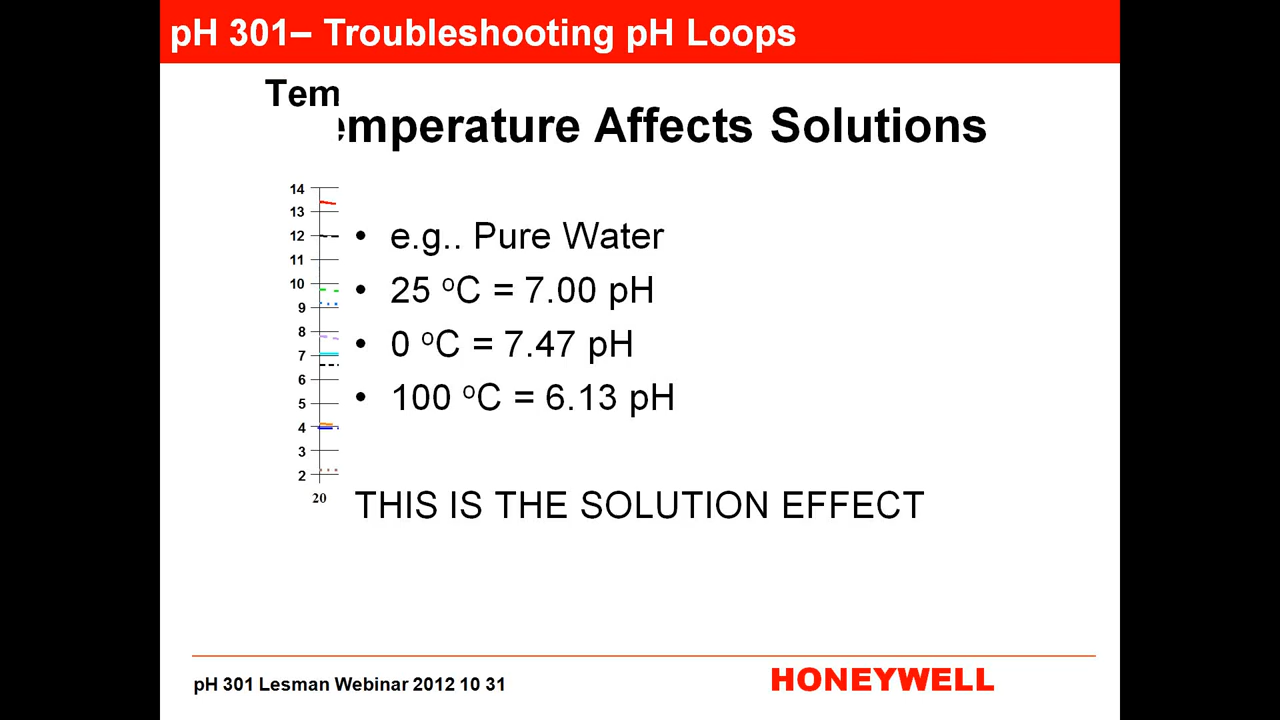 pH 301– Troubleshooting pH Loops
Tem
emperature Affects Solutions
14
13
12
11
10
9
8
7
6
5
4
3
2
20
• e.g.. Pure Water
• 25 ºC = 7.00 pH
• 0 ºC = 7.47 pH
• 100 ºC = 6.13 pH
THIS IS THE SOLUTION EFFECT
pH 301 Lesman Webinar 2012 10 31
HONEYWELL